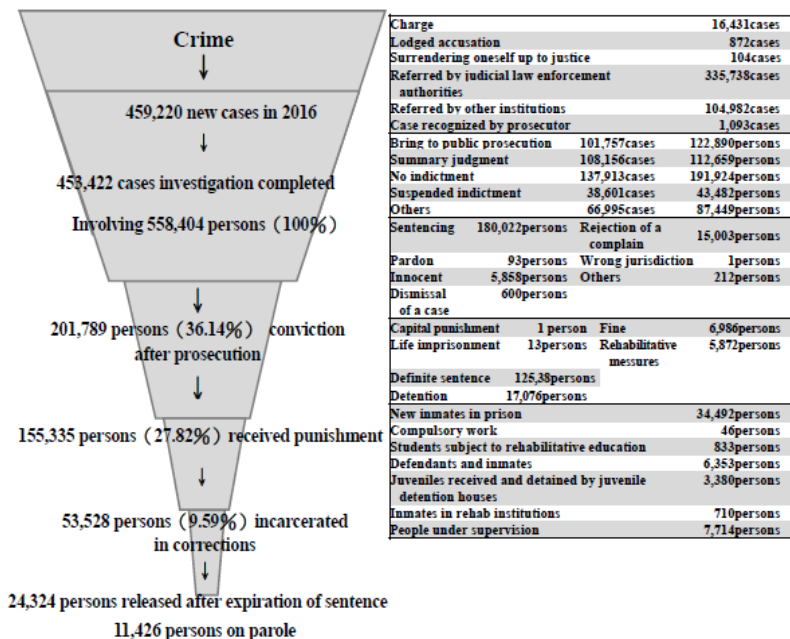 Crime
↓
459,220 new cases in 2016
↓
453,422 cases investigation completed
Involving 558,404 persons (100%)
↓
201,789 persons (36.14%) conviction
after prosecution
↓
155,335 persons (27.82%) received punishment
↓
53,528 persons (9.59%) incarcerated
in corrections
↓
24,324 persons released after expiration of sentence
11,426 persons on parole
Charge 16,431cases
Lodged accusation 872cases
Surrendering oneself up to justice 104cases
Referred by judicial law enforcement 335,738cases
authorities
Referred by other institutions 104,982cases
Case recognized by prosecutor 1,093cases
Bring to public prosecution 101,757cases 122,890persons
Summary judgment 108,156cases 112,659persons
No indictment 137,913cases 191,924persons
Suspended indictment 38,601cases 43,482persons
Others 66,995cases 87,449persons
Sentencing 180,022persons Rejection of a 15,003persons
complain
Pardon 93persons Wrong jurisdiction 1persons
Innocent 5,858persons Others 212persons
Dismissal 600persons
of a case
Capital punishment 1 person Fine 6,986persons
Life imprisonment 13persons Rehabilitative 5,872persons
messures
Definite sentence 125,38persons
Detention 17,076persons
New inmates in prison 34,492persons
Compulsory work 46persons
Students subject to rehabilitative education 833persons
Defendants and inmates 6,353persons
Juveniles received and detained by juvenile 3,380persons
detention houses
Inmates in rehab institutions 710persons
People under supervision 7,714persons